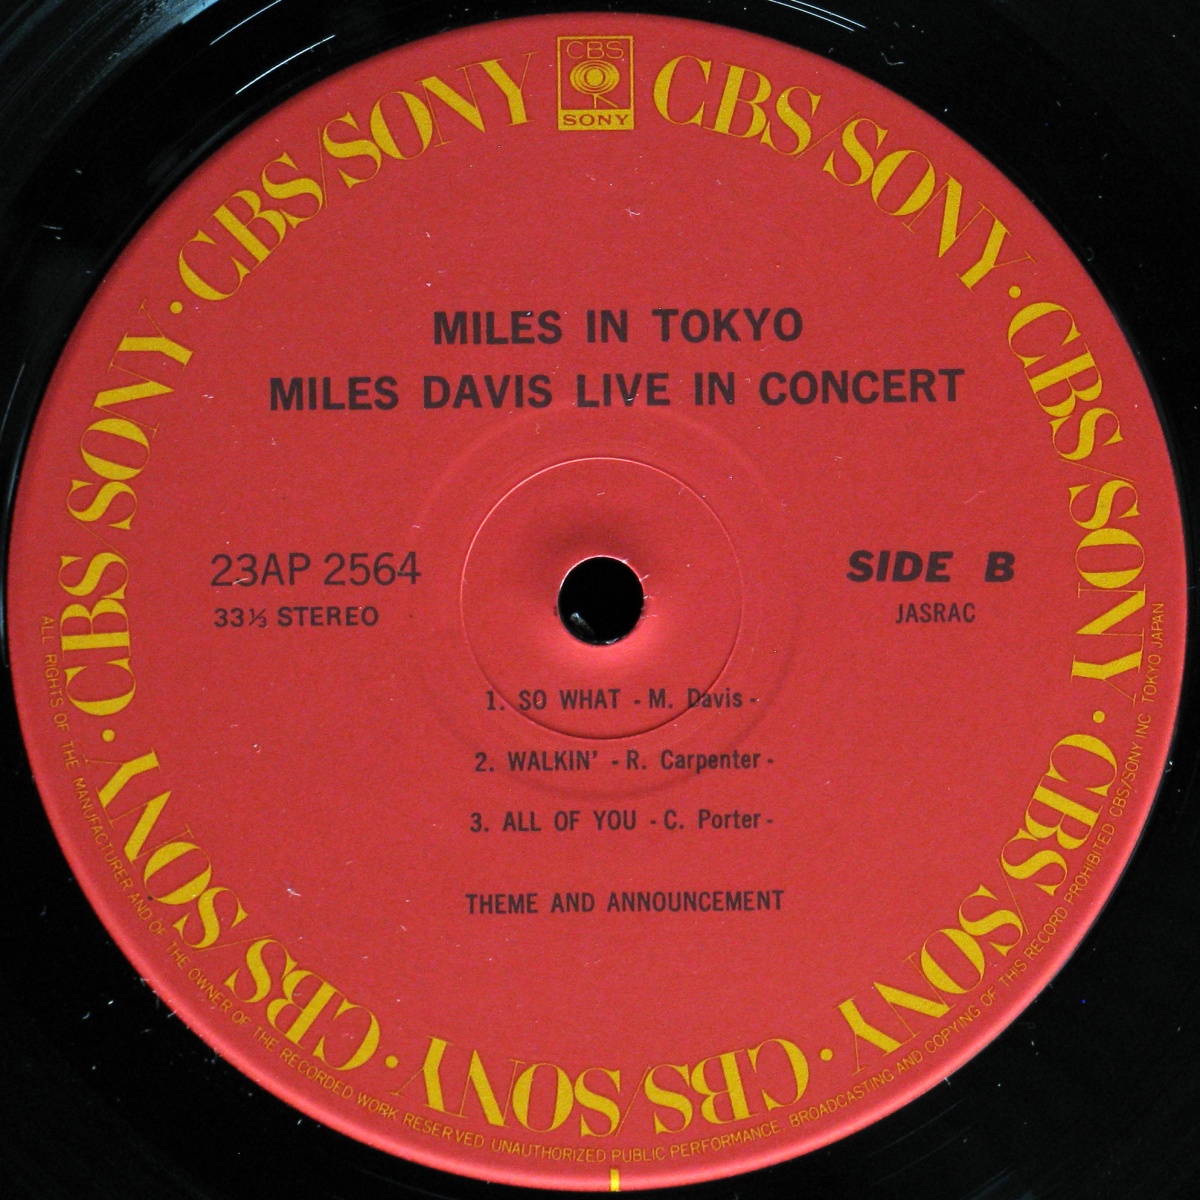 CBS
SONY
CBS/SONY · CBS/SONY · CBS/SONY · CBS/SONY · CBS/SONY · CBS/SONY · CBS/SONY
MILES IN TOKYO
MILES DAVIS LIVE IN CONCERT
23AP 2564
33⅓ STEREO
SIDE B
JASRAC
1. SO WHAT - M. Davis -
2. WALKIN' - R. Carpenter -
3. ALL OF YOU - C. Porter -
THEME AND ANNOUNCEMENT
ALL RIGHTS OF THE MANUFACTURER AND OF THE OWNER OF THE RECORDED WORK RESERVED UNAUTHORIZED PUBLIC PERFORMANCE. BROADCASTING AND COPYING OF THIS RECORD PROHIBITED CBS/SONY INC. TOKYO JAPAN